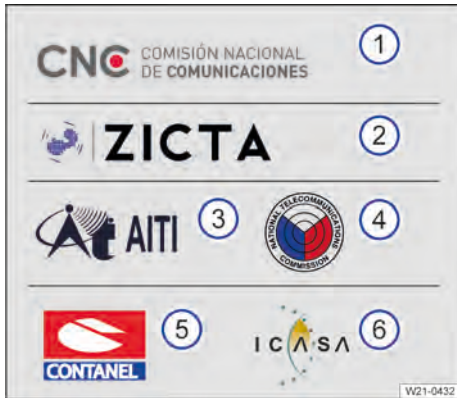 CNC COMISIÓN NACIONAL
DE COMUNICACIONES
1
ZICTA
2
At AITI
3
NATIONAL TELECOMMUNICATIONS
COMMISSION
4
CONTANEL
5
ICASA
6
W21-0432